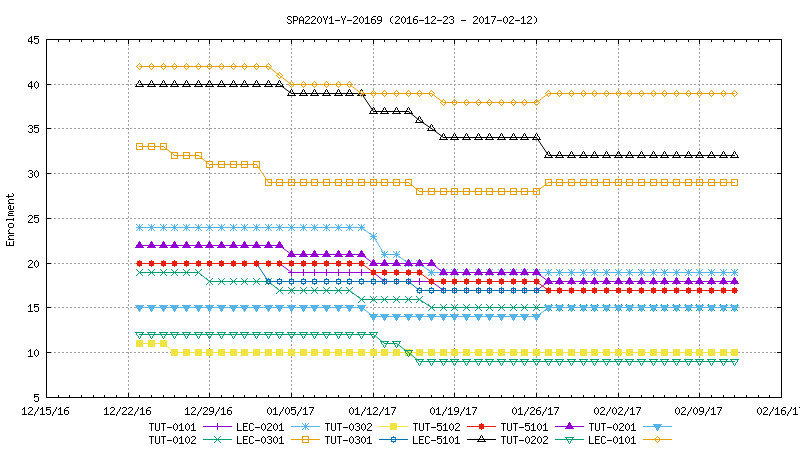 SPA220Y1-Y-20169 (2016-12-23 - 2017-02-12)
45
40
35
30
25
20
15
10
5
Enrolment
12/15/16 12/22/16 12/29/16 01/05/17 01/12/17 01/19/17 01/26/17 02/02/17 02/09/17 02/16/17
TUT-0101 LEC-0201 TUT-0302 TUT-5102 TUT-5101 TUT-0201
TUT-0102 LEC-0301 TUT-0301 LEC-5101 TUT-0202 LEC-0101